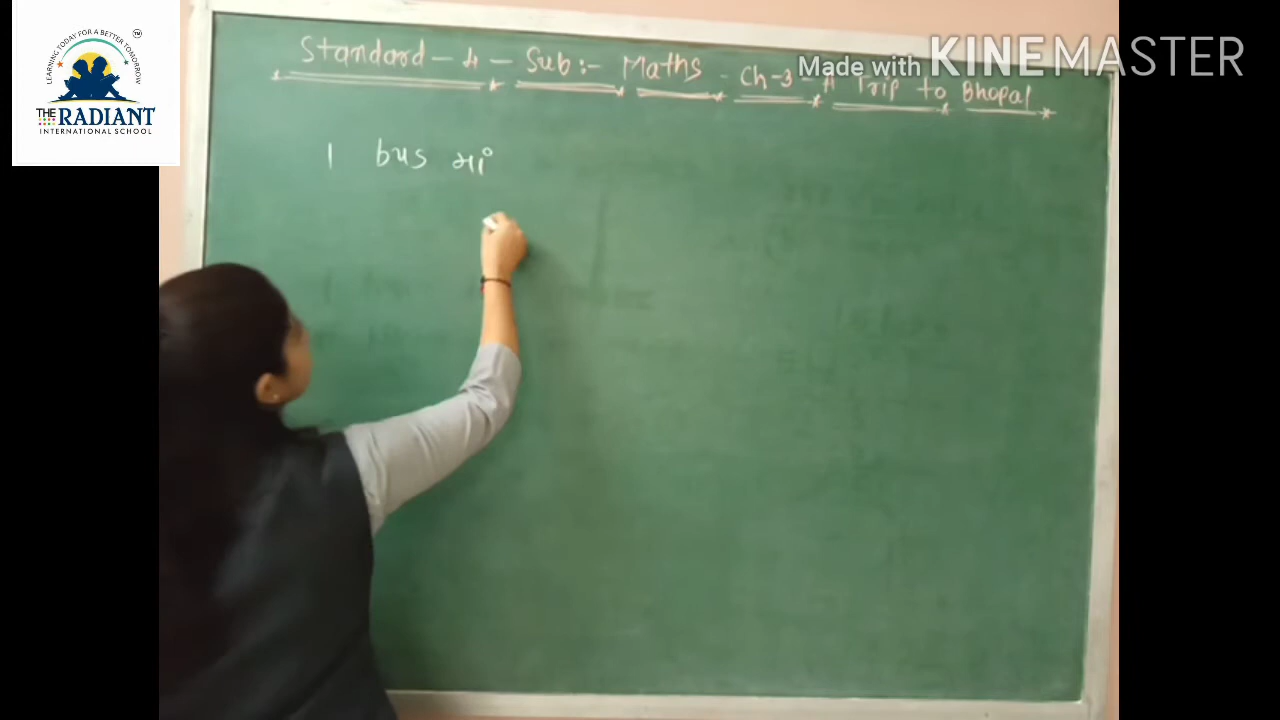 LEARNING TODAY FOR A BETTER TOMORROW
TM
THE RADIANT
INTERNATIONAL SCHOOL
Made with KINEMASTER
Standard - 4 - Sub:- Maths - Ch-3 - A Trip to Bhopal
1 bus માં